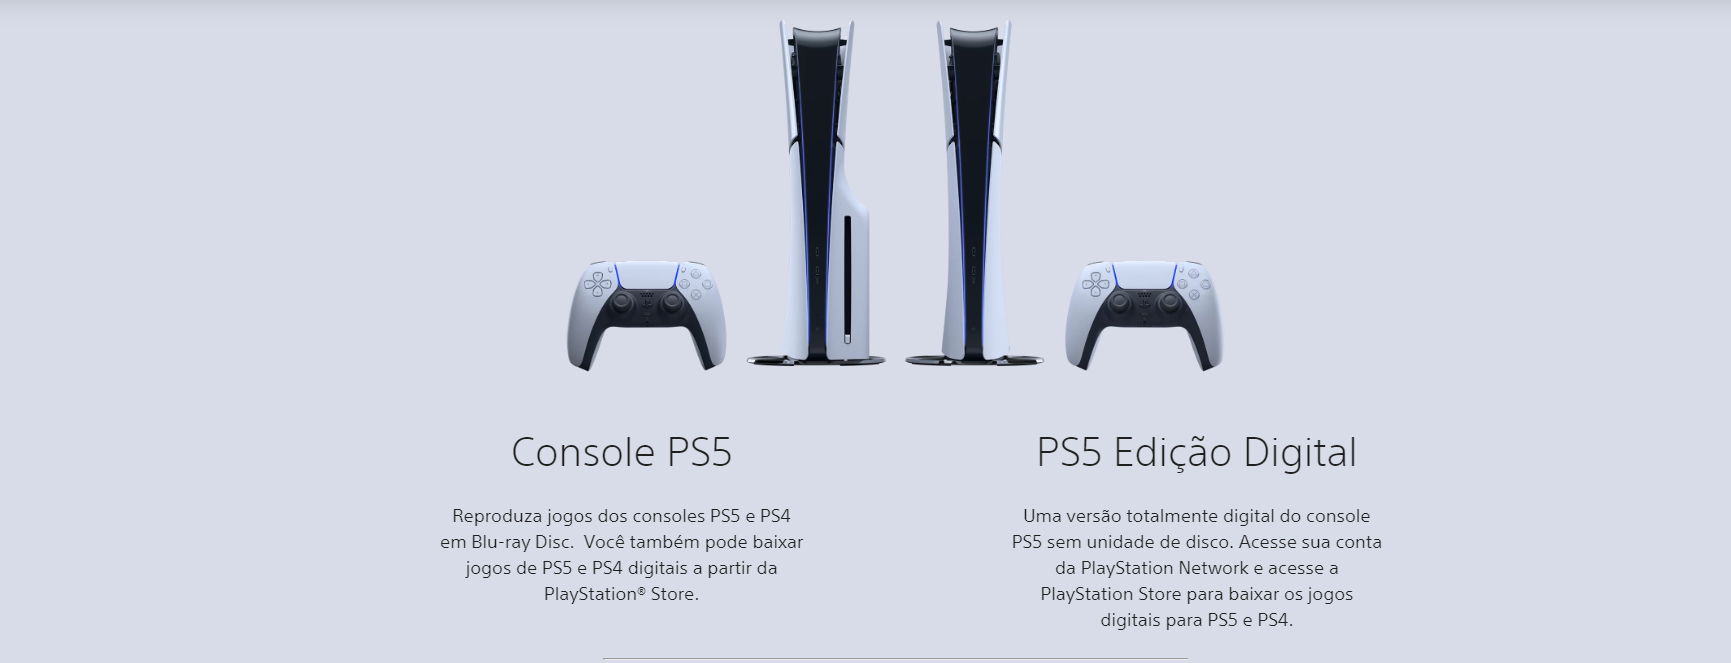 Console PS5
Reproduza jogos dos consoles PS5 e PS4
em Blu-ray Disc.  Você também pode baixar
jogos de PS5 e PS4 digitais a partir da
PlayStation® Store.
PS5 Edição Digital
Uma versão totalmente digital do console
PS5 sem unidade de disco. Acesse sua conta
da PlayStation Network e acesse a
PlayStation Store para baixar os jogos
digitais para PS5 e PS4.